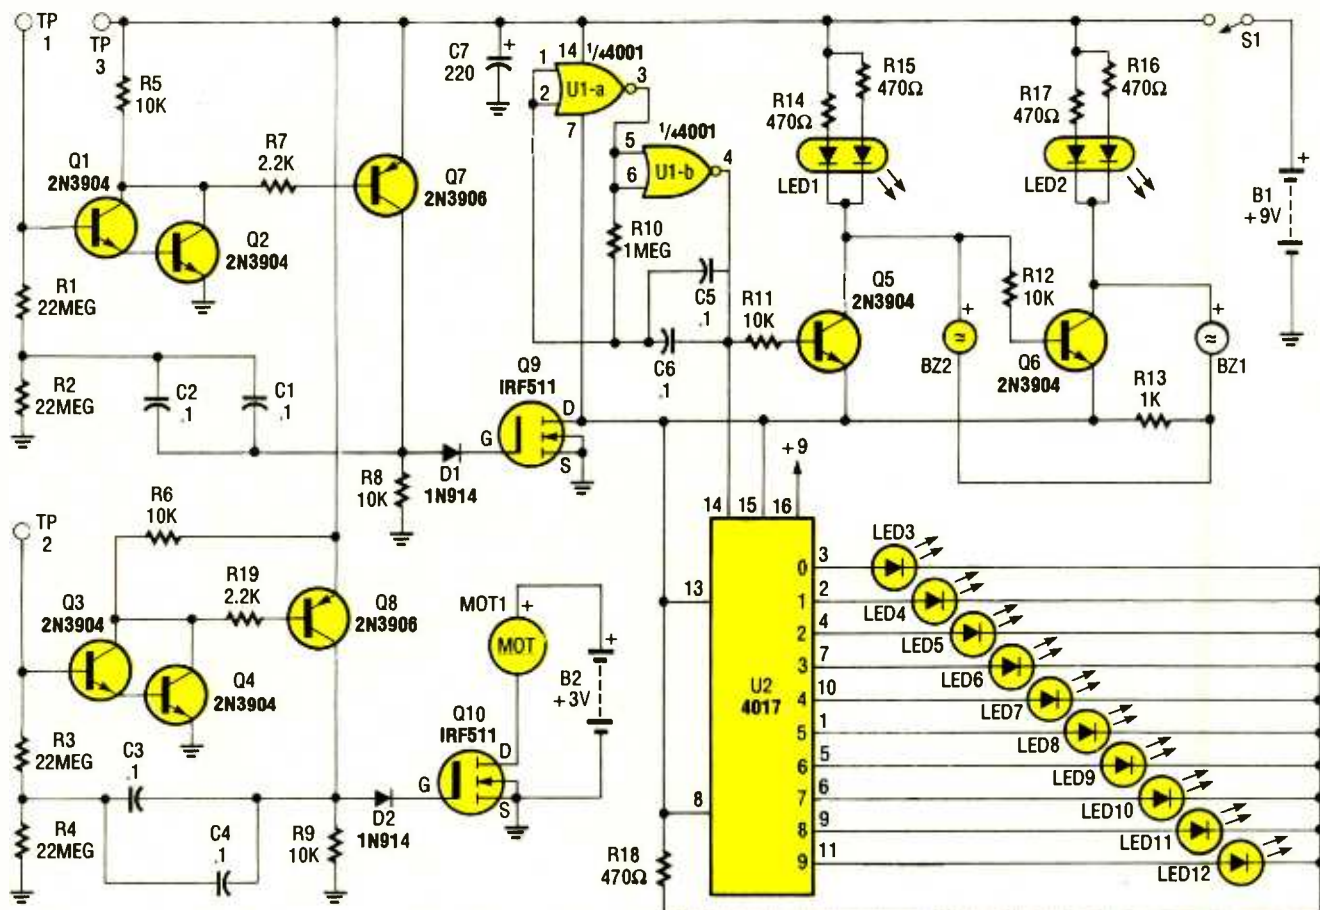 TP
1
TP
3
R5
10K
Q1
2N3904
R7
2.2K
Q2
2N3904
Q7
2N3906
R1
22MEG
R2
22MEG
C2
.1
C1
.1
C7
220
+
1
2
14
7
3
1/4 4001
U1-a
5
6
4
1/4 4001
U1-b
R10
1MEG
C5
.1
C6
.1
R11
10K
R14
470Ω
R15
470Ω
LED1
Q5
2N3904
R17
470Ω
R16
470Ω
LED2
R12
10K
Q6
2N3904
+
BZ2
+
BZ1
R13
1K
S1
+
B1
+9V
Q9
IRF511
D
G
S
R8
10K
D1
1N914
TP
2
R6
10K
R19
2.2K
Q3
2N3904
Q4
2N3904
Q8
2N3906
R3
22MEG
R4
22MEG
C3
.1
C4
.1
R9
10K
D2
1N914
MOT1
+
MOT
+
B2
+3V
Q10
IRF511
D
G
S
+9
14
15
16
13
8
U2
4017
R18
470Ω
0
3
LED3
1
2
LED4
2
4
LED5
3
7
LED6
4
10
LED7
5
1
LED8
6
5
LED9
7
6
LED10
8
9
LED11
9
11
LED12